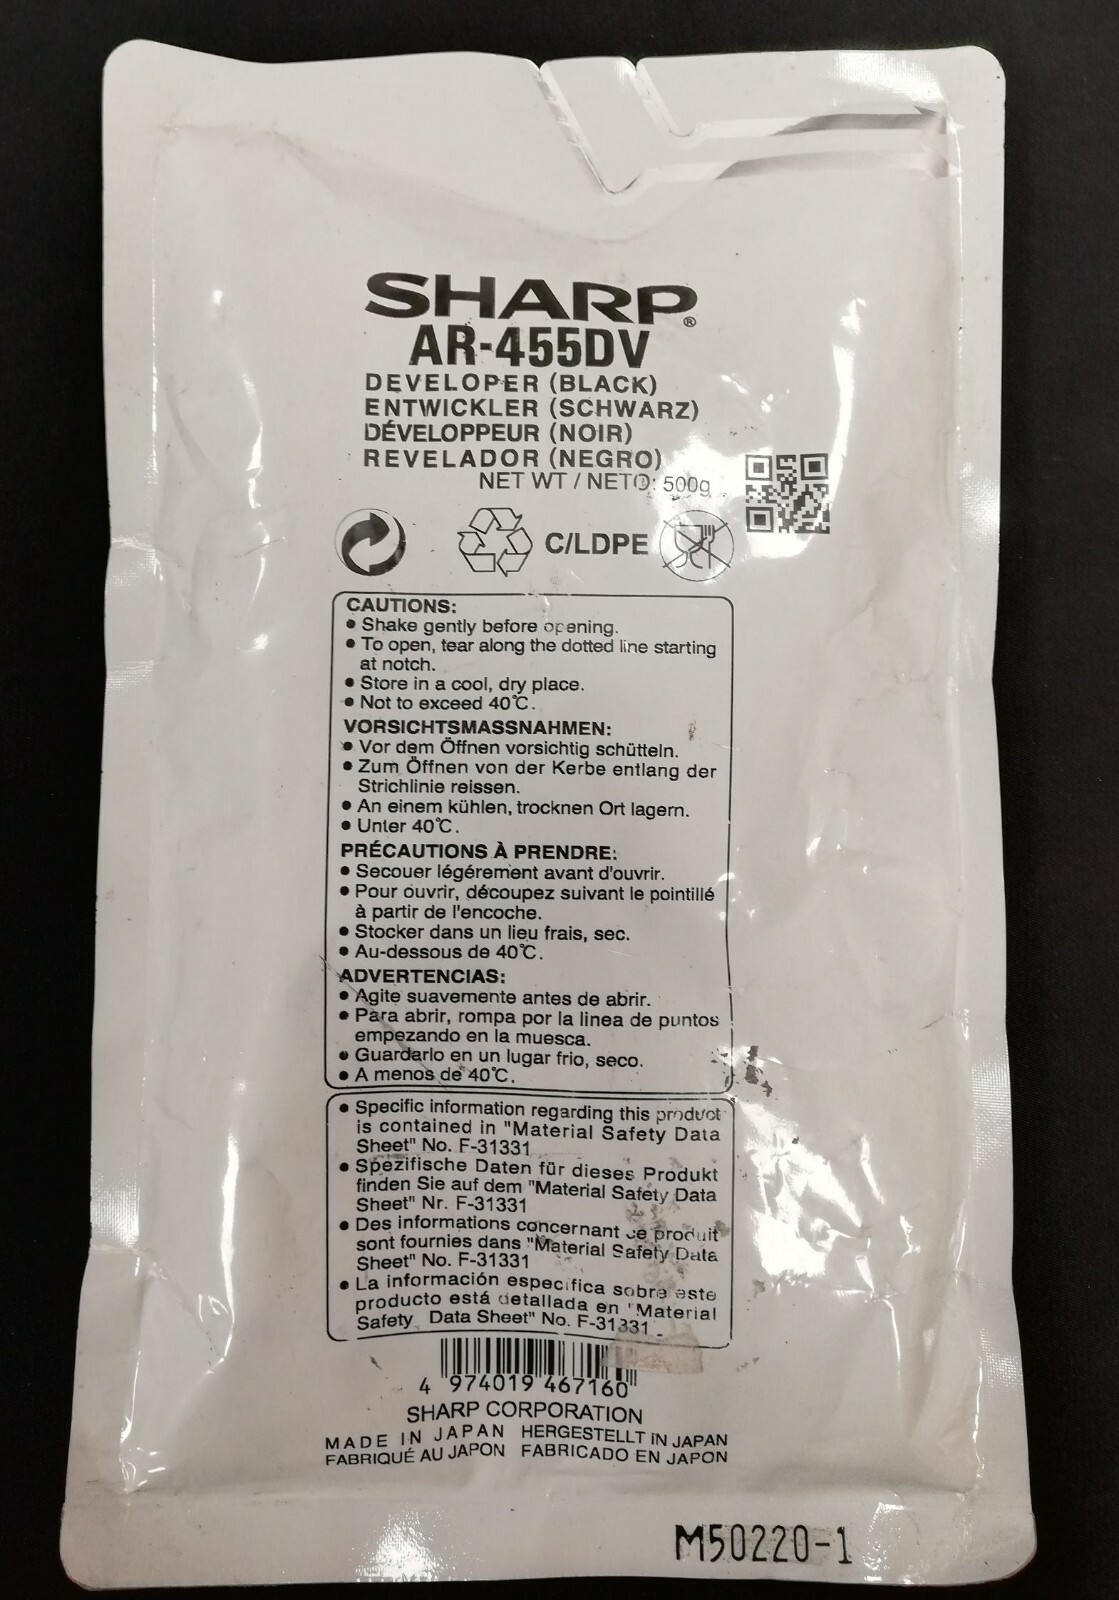 SHARP®
AR-455DV
DEVELOPER (BLACK)
ENTWICKLER (SCHWARZ)
DÉVELOPPEUR (NOIR)
REVELADOR (NEGRO)
NET WT / NETO: 500g
C/LDPE
CAUTIONS:
● Shake gently before opening.
● To open, tear along the dotted line starting
at notch.
● Store in a cool, dry place.
● Not to exceed 40℃.
VORSICHTSMASSNAHMEN:
● Vor dem Öffnen vorsichtig schütteln.
● Zum Öffnen von der Kerbe entlang der
Strichlinie reissen.
● An einem kühlen, trocknen Ort lagern.
● Unter 40℃.
PRÉCAUTIONS À PRENDRE:
● Secouer légérement avant d'ouvrir.
● Pour ouvrir, découpez suivant le pointillé
à partir de l'encoche.
● Stocker dans un lieu frais, sec.
● Au-dessous de 40℃.
ADVERTENCIAS:
● Agite suavemente antes de abrir.
● Para abrir, rompa por la linea de puntos
empezando en la muesca.
● Guardarlo en un lugar frio, seco.
● A menos de 40℃.
● Specific information regarding this product
is contained in "Material Safety Data
Sheet" No. F-31331
● Spezifische Daten für dieses Produkt
finden Sie auf dem "Material Safety Data
Sheet" Nr. F-31331
● Des informations concernant ce produit
sont fournies dans "Material Safety Data
Sheet" No. F-31331
● La información especifica sobre este
producto está detallada en "Material
Safety Data Sheet" No. F-31331
4 974019 467160
SHARP CORPORATION
MADE IN JAPAN HERGESTELLT IN JAPAN
FABRIQUÉ AU JAPON FABRICADO EN JAPON
M50220-1